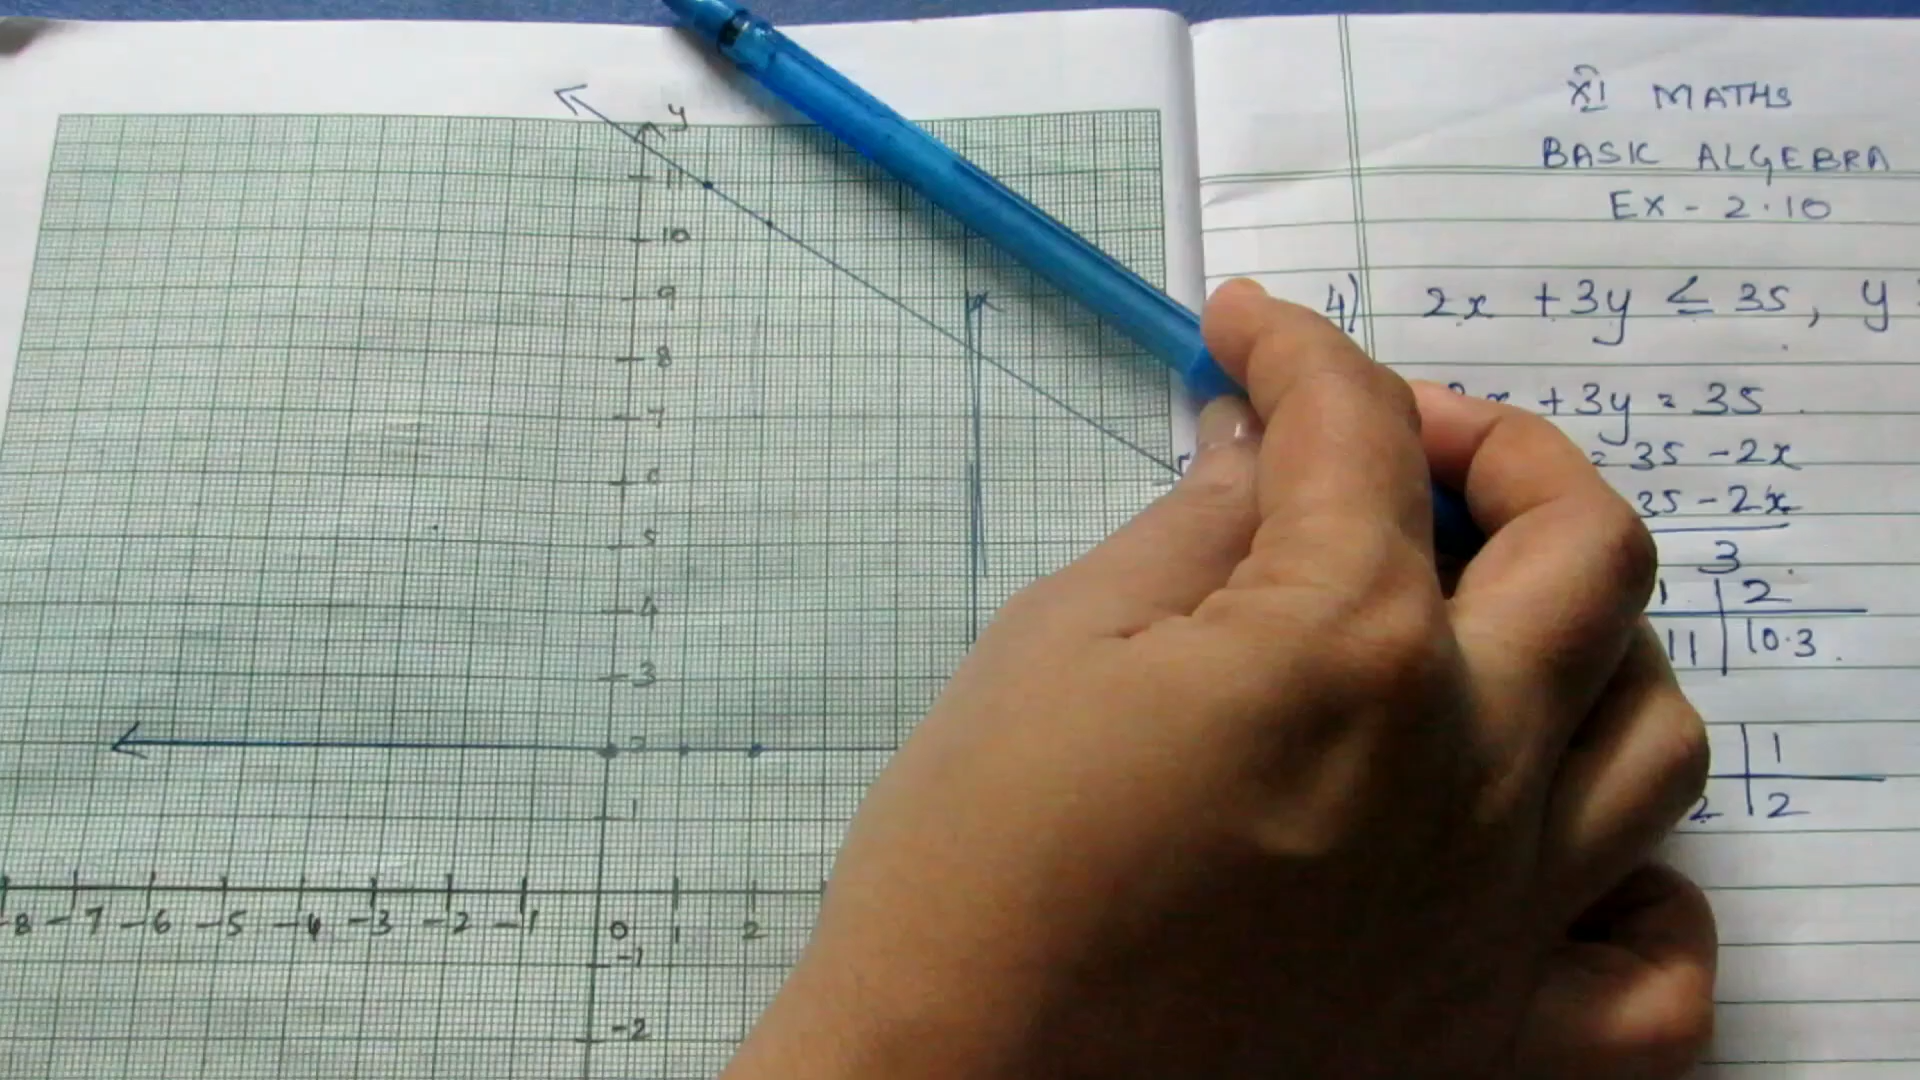 y
11
10
9
8
7
6
5
4
3
2
1
-8 -7 -6 -5 -4 -3 -2 -1 0 1 2
-1
-2
XI MATHS
BASIC ALGEBRA
EX - 2.10
4) 2x + 3y ≤ 35, y
+ 3y = 35
= 35 - 2x
35 - 2x
3
1 2
11 10.3
1
2 2